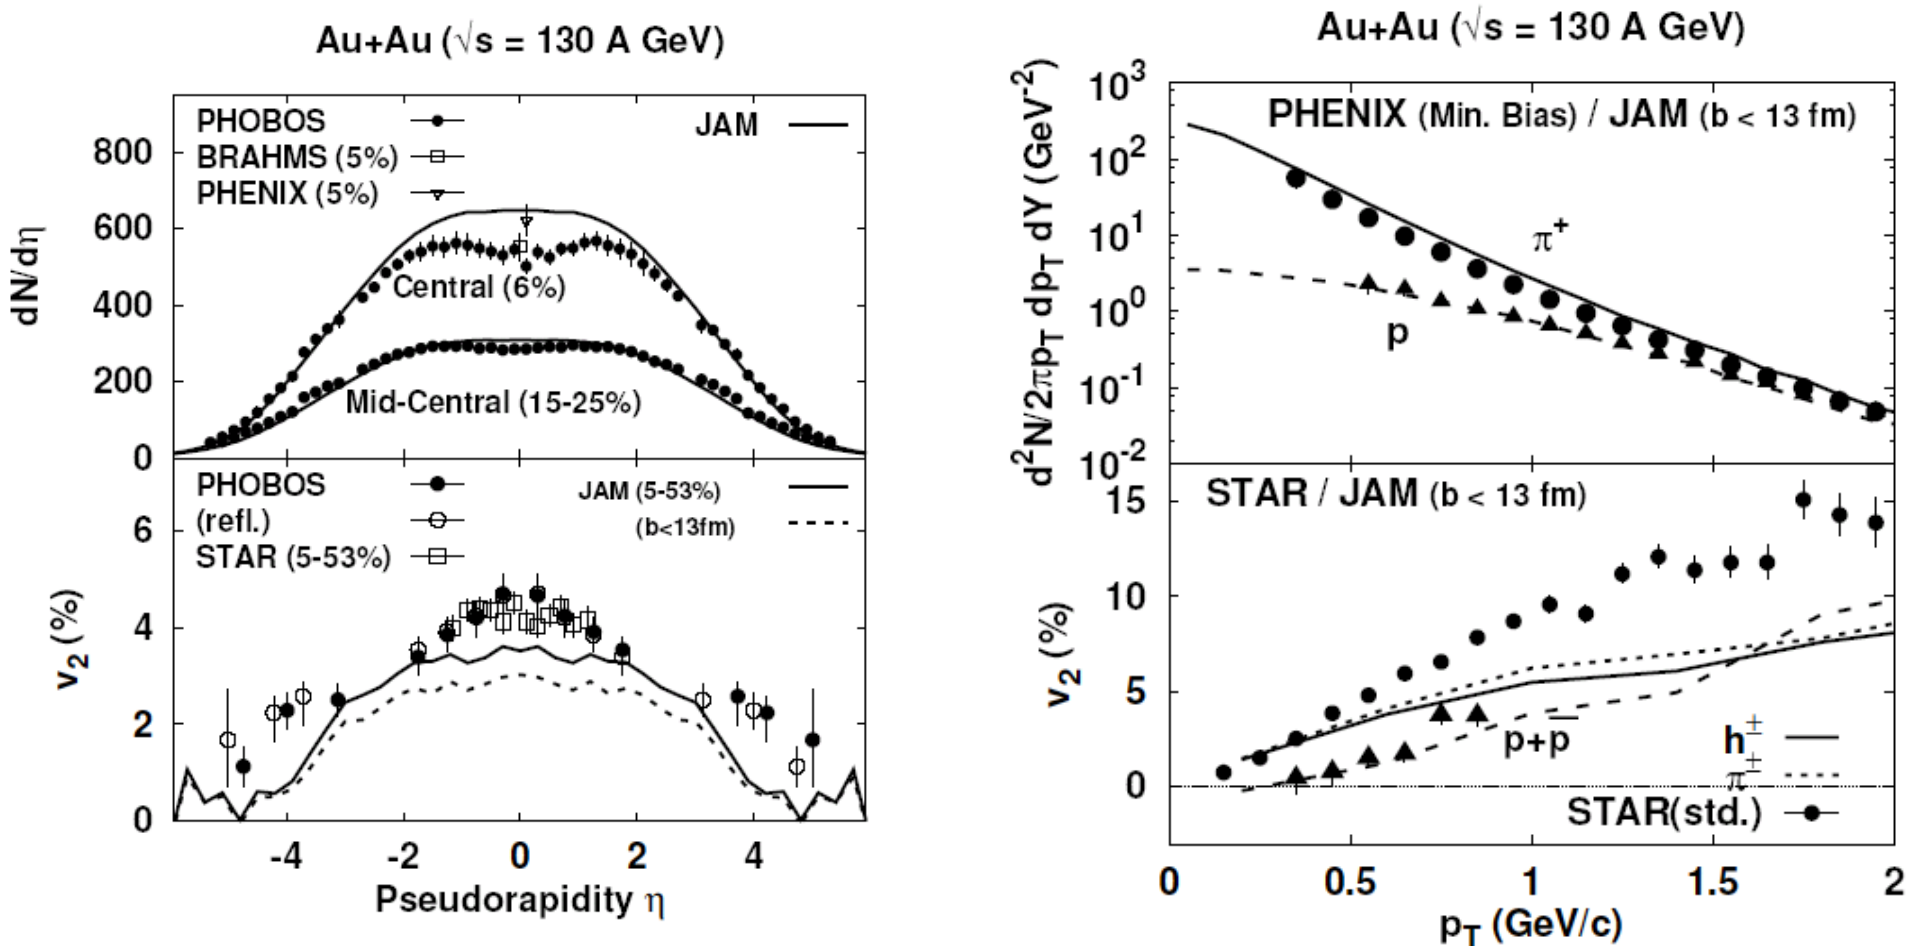 Au+Au (√s = 130 A GeV)
PHOBOS
BRAHMS (5%)
PHENIX (5%)
JAM
800
600
400
200
0
dN/dη
Central (6%)
Mid-Central (15-25%)
PHOBOS
(refl.)
STAR (5-53%)
JAM (5-53%)
(b<13fm)
6
4
2
0
v2 (%)
-4 -2 0 2 4
Pseudorapidity η
Au+Au (√s = 130 A GeV)
PHENIX (Min. Bias) / JAM (b < 13 fm)
10^3
10^2
10^1
10^0
10^-1
10^-2
d^2N/2πpT dpT dY (GeV^-2)
π+
p
STAR / JAM (b < 13 fm)
15
10
5
0
v2 (%)
p+p̅
h±
π±
STAR(std.)
0 0.5 1 1.5 2
pT (GeV/c)